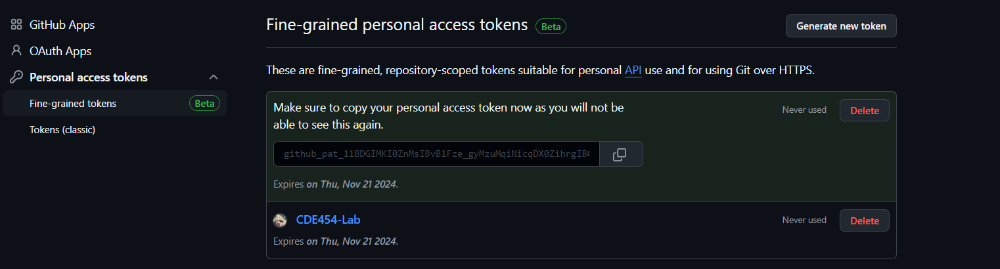 GitHub Apps
OAuth Apps
Personal access tokens
Fine-grained tokens Beta
Tokens (classic)
Fine-grained personal access tokens Beta
Generate new token
These are fine-grained, repository-scoped tokens suitable for personal API use and for using Git over HTTPS.
Make sure to copy your personal access token now as you will not be
able to see this again.
Never used
Delete
Expires on Thu, Nov 21 2024.
CDE454-Lab
Never used
Delete
Expires on Thu, Nov 21 2024.